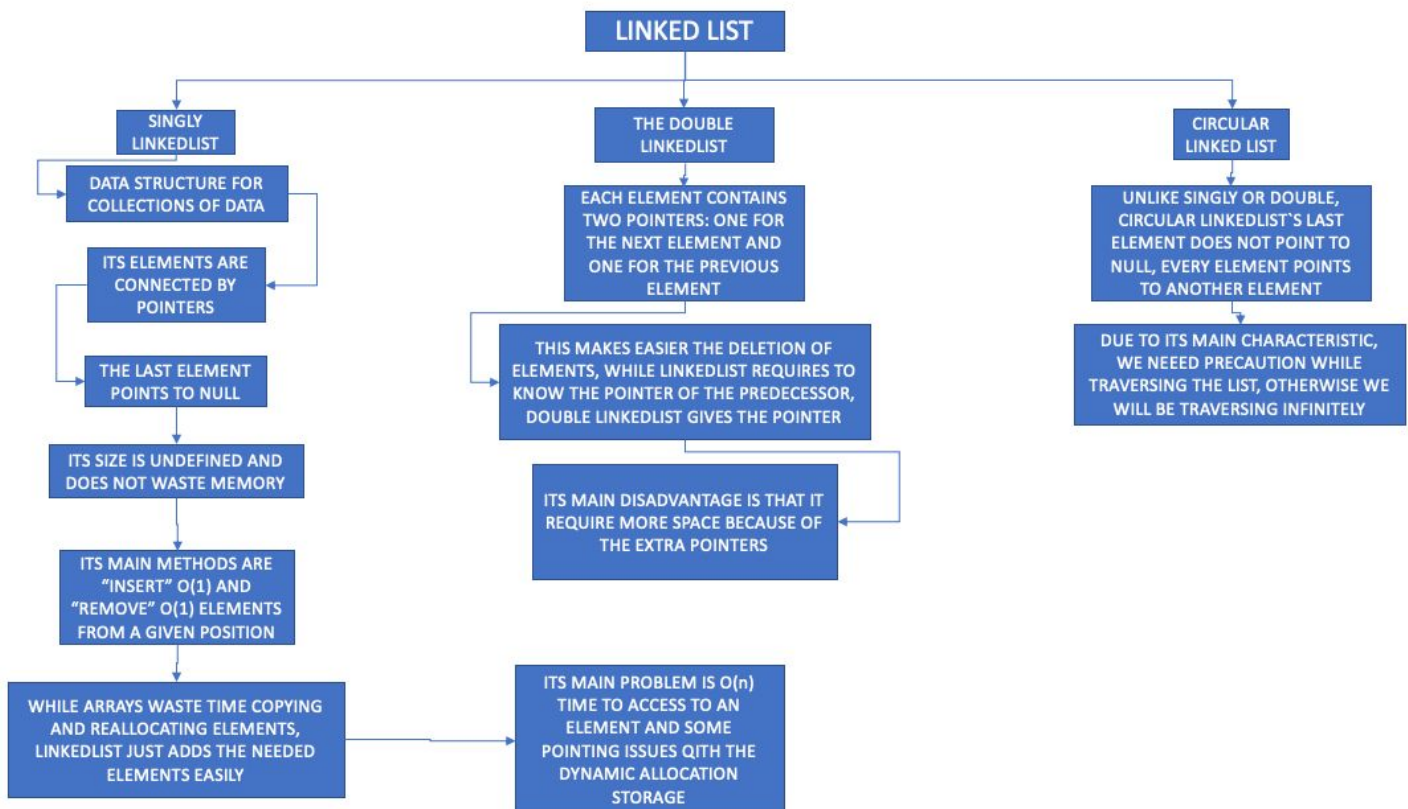 LINKED LIST
SINGLY
LINKEDLIST
DATA STRUCTURE FOR
COLLECTIONS OF DATA
ITS ELEMENTS ARE
CONNECTED BY
POINTERS
THE LAST ELEMENT
POINTS TO NULL
ITS SIZE IS UNDEFINED AND
DOES NOT WASTE MEMORY
ITS MAIN METHODS ARE
“INSERT” O(1) AND
“REMOVE” O(1) ELEMENTS
FROM A GIVEN POSITION
WHILE ARRAYS WASTE TIME COPYING
AND REALLOCATING ELEMENTS,
LINKEDLIST JUST ADDS THE NEEDED
ELEMENTS EASILY
ITS MAIN PROBLEM IS O(n)
TIME TO ACCESS TO AN
ELEMENT AND SOME
POINTING ISSUES QITH THE
DYNAMIC ALLOCATION
STORAGE
THE DOUBLE
LINKEDLIST
EACH ELEMENT CONTAINS
TWO POINTERS: ONE FOR
THE NEXT ELEMENT AND
ONE FOR THE PREVIOUS
ELEMENT
THIS MAKES EASIER THE DELETION OF
ELEMENTS, WHILE LINKEDLIST REQUIRES TO
KNOW THE POINTER OF THE PREDECESSOR,
DOUBLE LINKEDLIST GIVES THE POINTER
ITS MAIN DISADVANTAGE IS THAT IT
REQUIRE MORE SPACE BECAUSE OF
THE EXTRA POINTERS
CIRCULAR
LINKED LIST
UNLIKE SINGLY OR DOUBLE,
CIRCULAR LINKEDLIST`S LAST
ELEMENT DOES NOT POINT TO
NULL, EVERY ELEMENT POINTS
TO ANOTHER ELEMENT
DUE TO ITS MAIN CHARACTERISTIC,
WE NEEED PRECAUTION WHILE
TRAVERSING THE LIST, OTHERWISE WE
WILL BE TRAVERSING INFINITELY